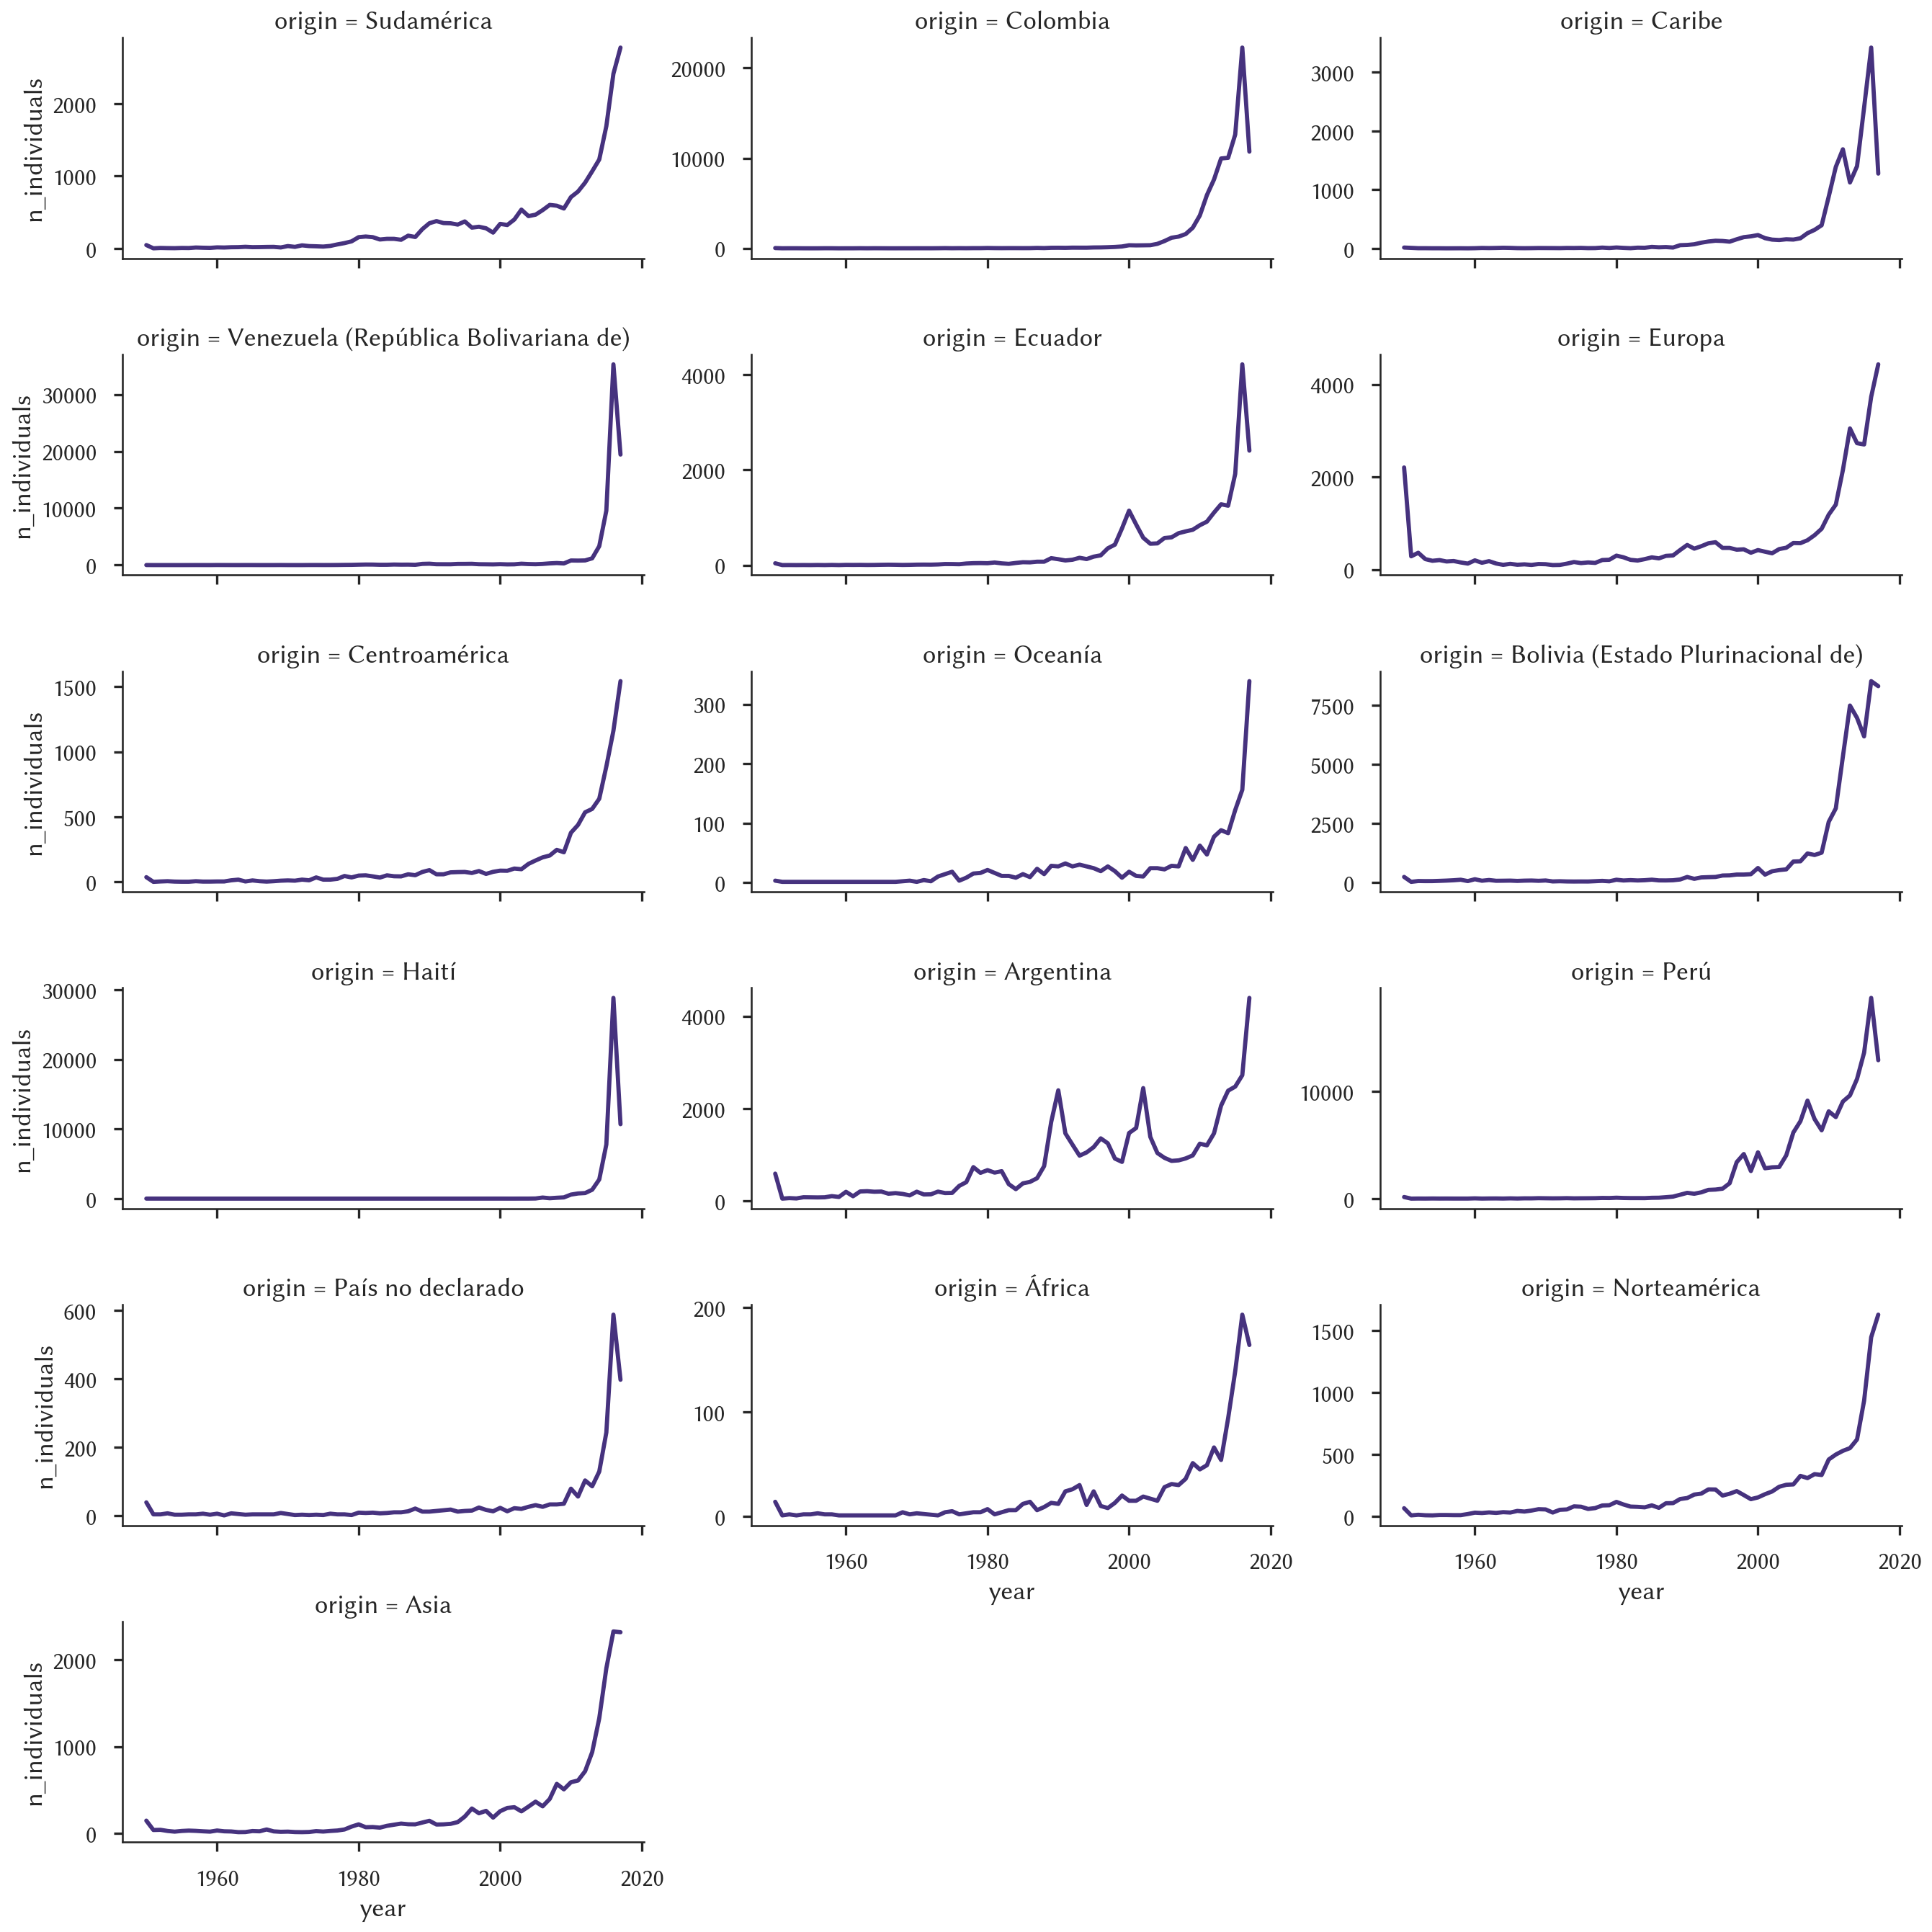 origin = Sudamérica
n_individuals
2000
1000
0
origin = Colombia
20000
10000
0
origin = Caribe
3000
2000
1000
0
origin = Venezuela (República Bolivariana de)
n_individuals
30000
20000
10000
0
origin = Ecuador
4000
2000
0
origin = Europa
4000
2000
0
origin = Centroamérica
n_individuals
1500
1000
500
0
origin = Oceanía
300
200
100
0
origin = Bolivia (Estado Plurinacional de)
7500
5000
2500
0
origin = Haití
n_individuals
30000
20000
10000
0
origin = Argentina
4000
2000
0
origin = Perú
10000
0
origin = País no declarado
n_individuals
600
400
200
0
origin = África
200
100
0
1960 1980 2000 2020
year
origin = Norteamérica
1500
1000
500
0
1960 1980 2000 2020
year
origin = Asia
n_individuals
2000
1000
0
1960 1980 2000 2020
year